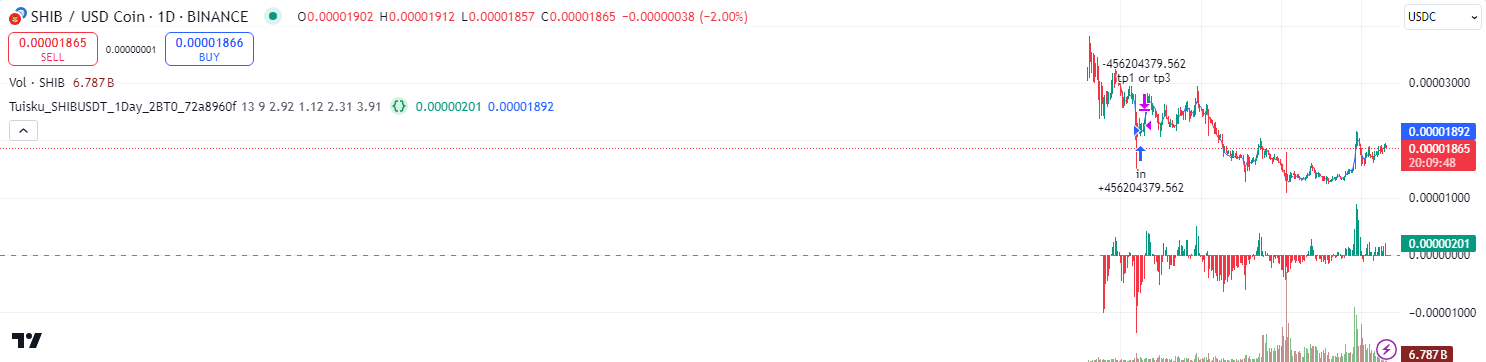 SHIB / USD Coin · 1D · BINANCE O0.00001902 H0.00001912 L0.00001857 C0.00001865 −0.00000038 (−2.00%)
USDC
0.00001865
SELL
0.00000001
0.00001866
BUY
Vol · SHIB 6.787 B
Tuisku_SHIBUSDT_1Day_2BT0_72a8960f 13 9 2.92 1.12 2.31 3.91 {} 0.00000201 0.00001892
-456204379.562
tp1 or tp3
in
+456204379.562
0.00003000
0.00001892
0.00001865
20:09:48
0.00001000
0.00000201
0.00000000
−0.00001000
6.787 B